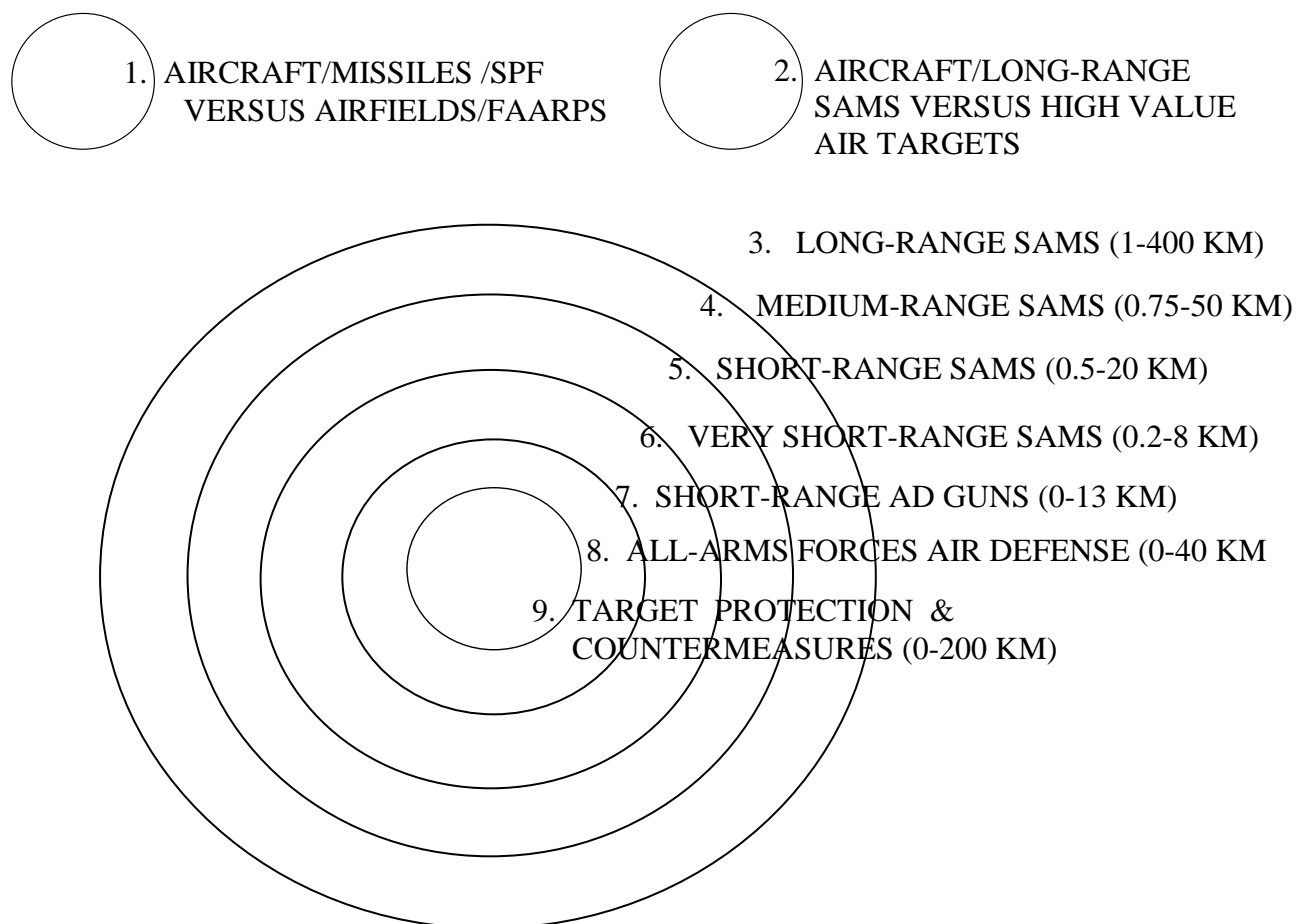 1. AIRCRAFT/MISSILES /SPF
VERSUS AIRFIELDS/FAARPS
2. AIRCRAFT/LONG-RANGE
SAMS VERSUS HIGH VALUE
AIR TARGETS
3. LONG-RANGE SAMS (1-400 KM)
4. MEDIUM-RANGE SAMS (0.75-50 KM)
5. SHORT-RANGE SAMS (0.5-20 KM)
6. VERY SHORT-RANGE SAMS (0.2-8 KM)
7. SHORT-RANGE AD GUNS (0-13 KM)
8. ALL-ARMS FORCES AIR DEFENSE (0-40 KM
9. TARGET PROTECTION &
COUNTERMEASURES (0-200 KM)